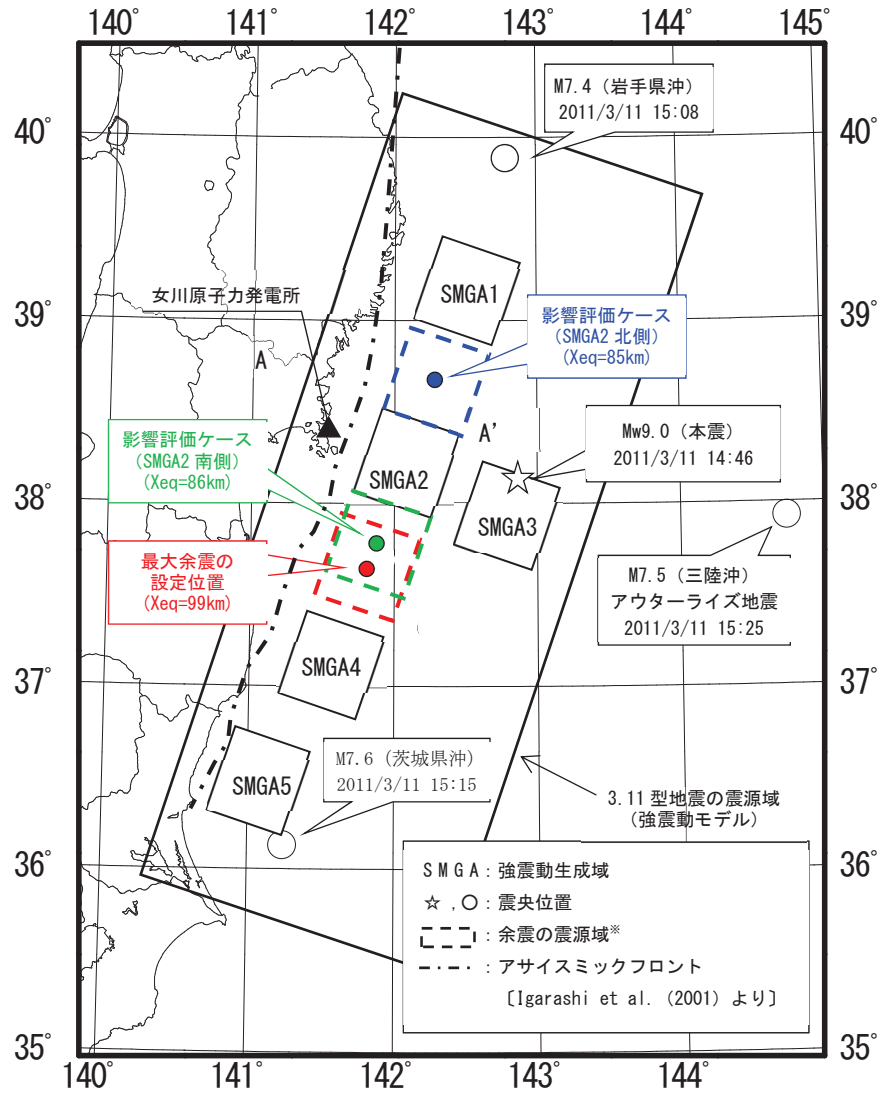 140° 141° 142° 143° 144° 145°
M7.4（岩手県沖）
2011/3/11 15:08
40° 40°
SMGA1
女川原子力発電所
39° 39°
影響評価ケース
（SMGA2 北側）
(Xeq=85km)
A
A'
影響評価ケース
（SMGA2 南側）
(Xeq=86km)
Mw9.0（本震）
2011/3/11 14:46
SMGA2
38° 38°
SMGA3
最大余震の
設定位置
(Xeq=99km)
M7.5（三陸沖）
アウターライズ地震
2011/3/11 15:25
SMGA4
37° 37°
M7.6（茨城県沖）
2011/3/11 15:15
SMGA5
3.11 型地震の震源域
（強震動モデル）
36° 36°
ＳＭＧＡ：強震動生成域
☆ ,○：震央位置
：余震の震源域※
：アサイスミックフロント
〔Igarashi et al. (2001) より〕
35° 35°
140° 141° 142° 143° 144°